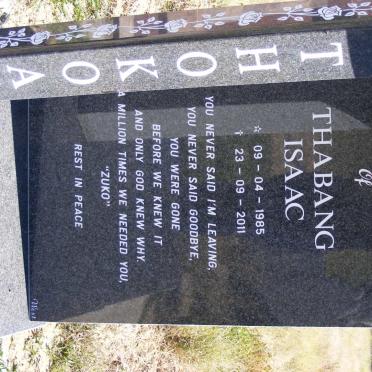 THOKOA
Of
THABANG
ISAAC
☆ 09 - 04 - 1985
✝ 23 - 09 - 2011
YOU NEVER SAID I'M LEAVING,
YOU NEVER SAID GOODBYE,
YOU WERE GONE
BEFORE WE KNEW IT
AND ONLY GOD KNEW WHY.
A MILLION TIMES WE NEEDED YOU,
"ZUKO"
REST IN PEACE